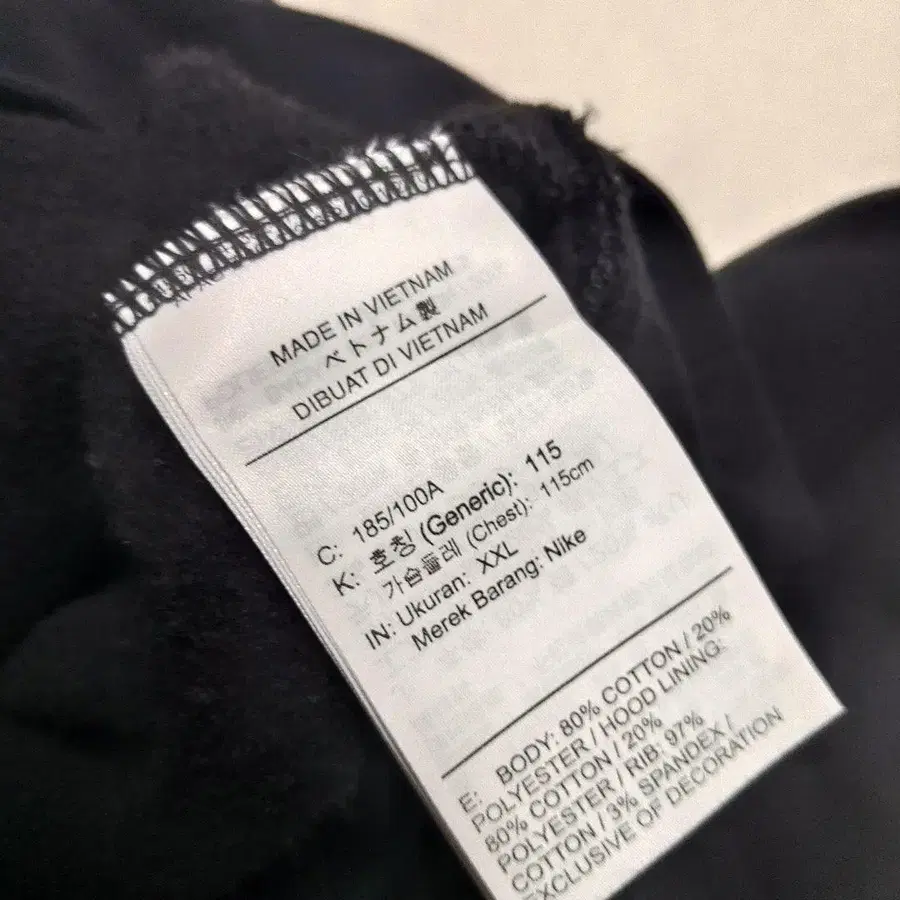 MADE IN VIETNAM
ベトナム製
DIBUAT DI VIETNAM
C: 185/100A
K: 호칭 (Generic): 115
가슴둘레 (Chest): 115cm
IN: Ukuran: XXL
Merek Barang: Nike
E: BODY: 80% COTTON / 20%
POLYESTER / HOOD LINING:
80% COTTON / 20%
POLYESTER / RIB: 97%
COTTON / 3% SPANDEX /
EXCLUSIVE OF DECORATION